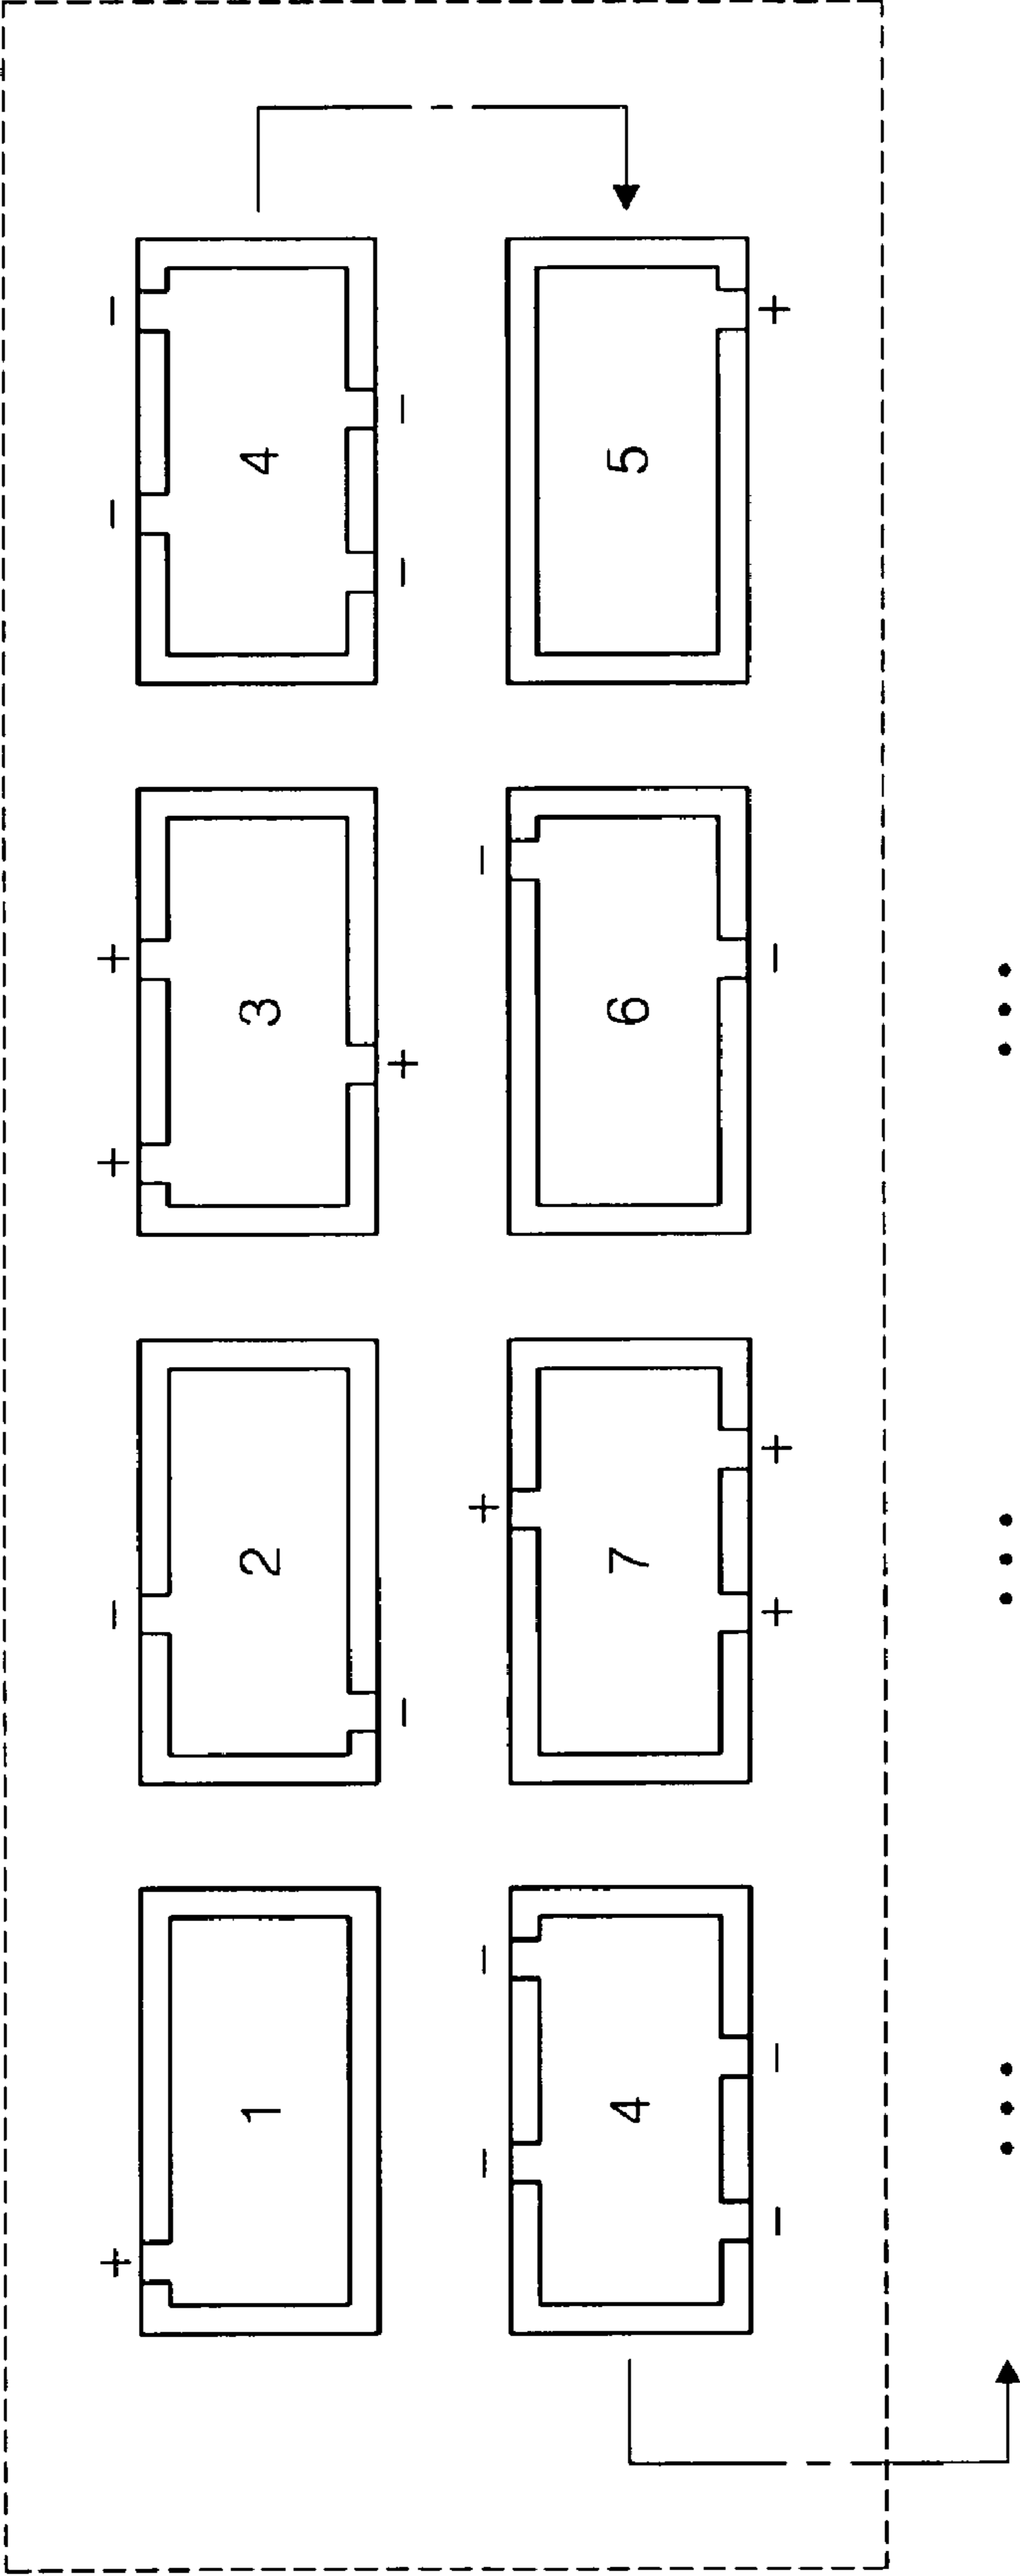 + − + + − −
1 2 3 4
− + − −
− − + −
4 7 6 5
− − + + − +
... ... ...